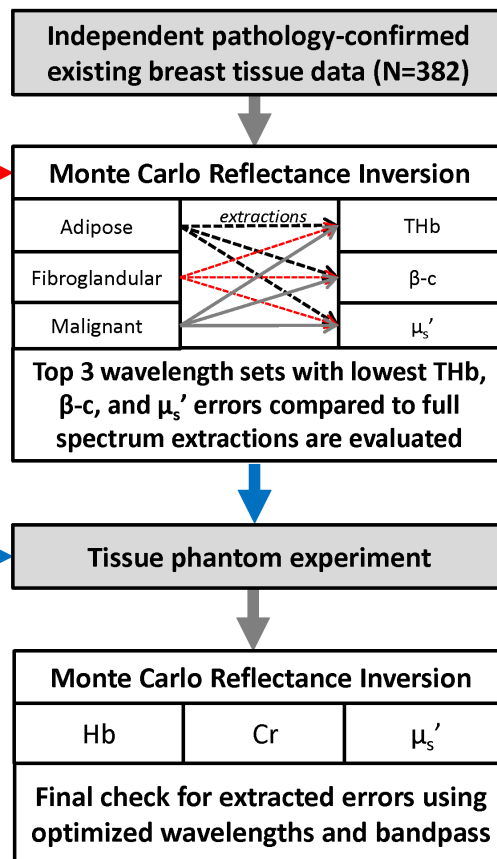 Independent pathology-confirmed
existing breast tissue data (N=382)
Monte Carlo Reflectance Inversion
Adipose
extractions
THb
Fibroglandular
β-c
Malignant
μs’
Top 3 wavelength sets with lowest THb,
β-c, and μs’ errors compared to full
spectrum extractions are evaluated
Tissue phantom experiment
Monte Carlo Reflectance Inversion
Hb
Cr
μs’
Final check for extracted errors using
optimized wavelengths and bandpass